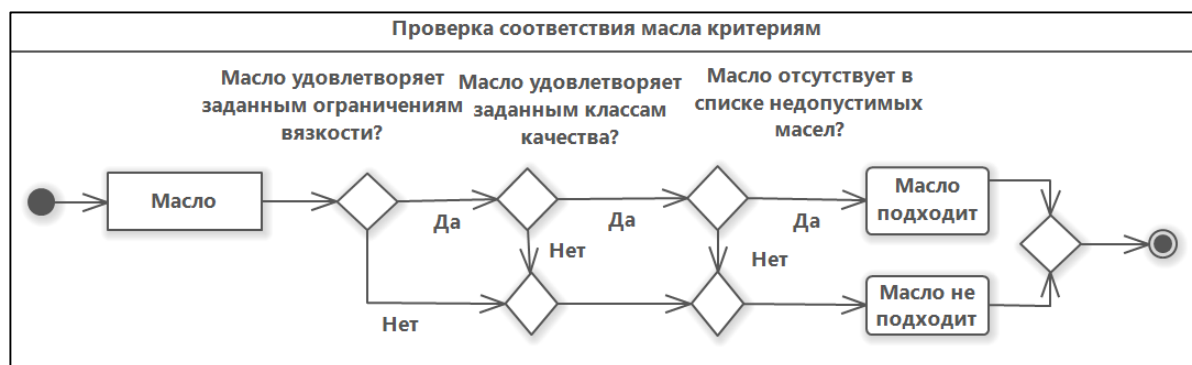 Проверка соответствия масла критериям
Масло удовлетворяет
заданным ограничениям
вязкости?
Масло удовлетворяет
заданным классам
качества?
Масло отсутствует в
списке недопустимых
масел?
Масло
Да
Да
Да
Масло
подходит
Нет
Нет
Нет
Масло не
подходит